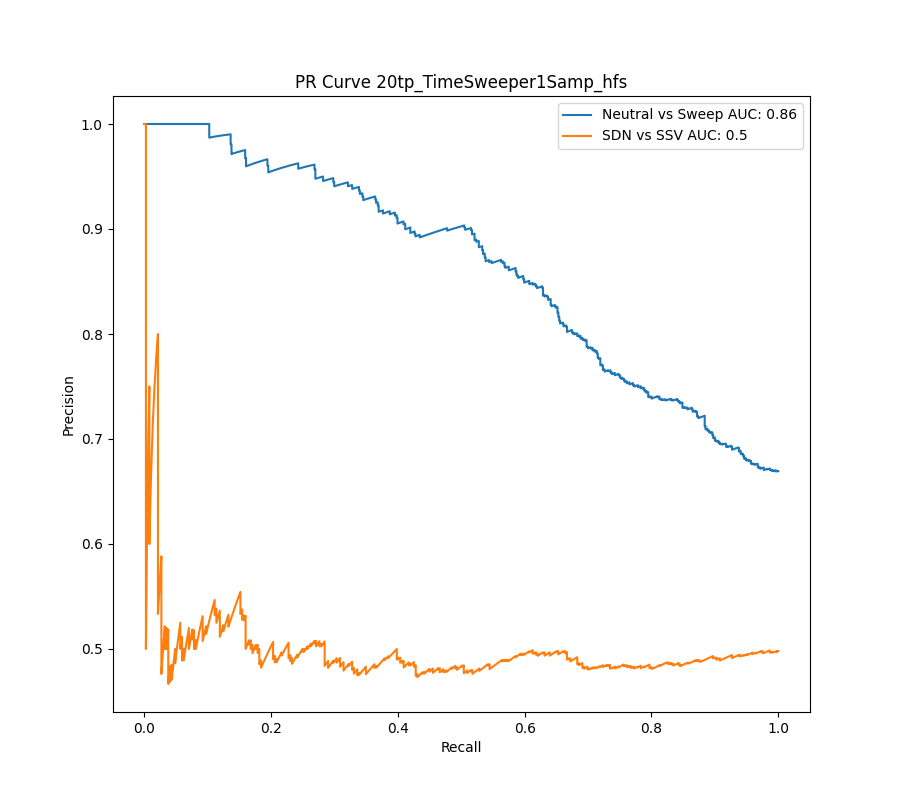 PR Curve 20tp_TimeSweeper1Samp_hfs
Neutral vs Sweep AUC: 0.86
SDN vs SSV AUC: 0.5
1.0
0.9
0.8
0.7
0.6
0.5
Precision
0.0 0.2 0.4 0.6 0.8 1.0
Recall